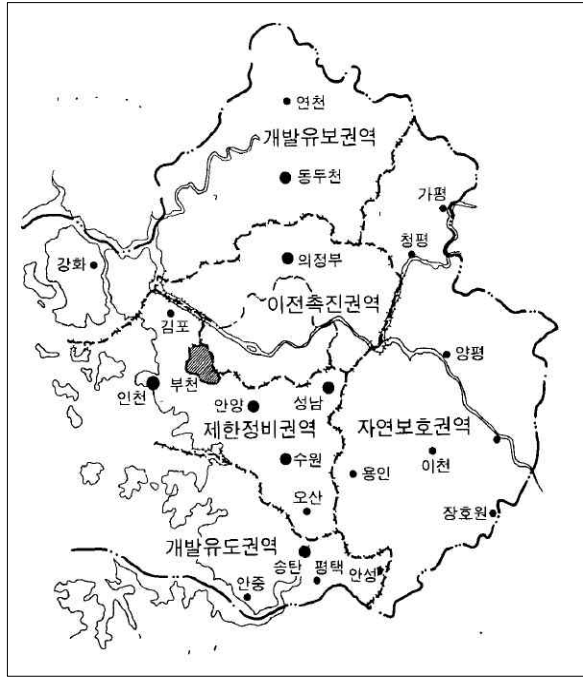 연천
개발유보권역
동두천
가평
청평
의정부
강화
이전촉진권역
김포
양평
부천
인천
성남
안양
제한정비권역
자연보호권역
이천
수원
용인
오산
장호원
개발유도권역
송탄
평택
안성
안중